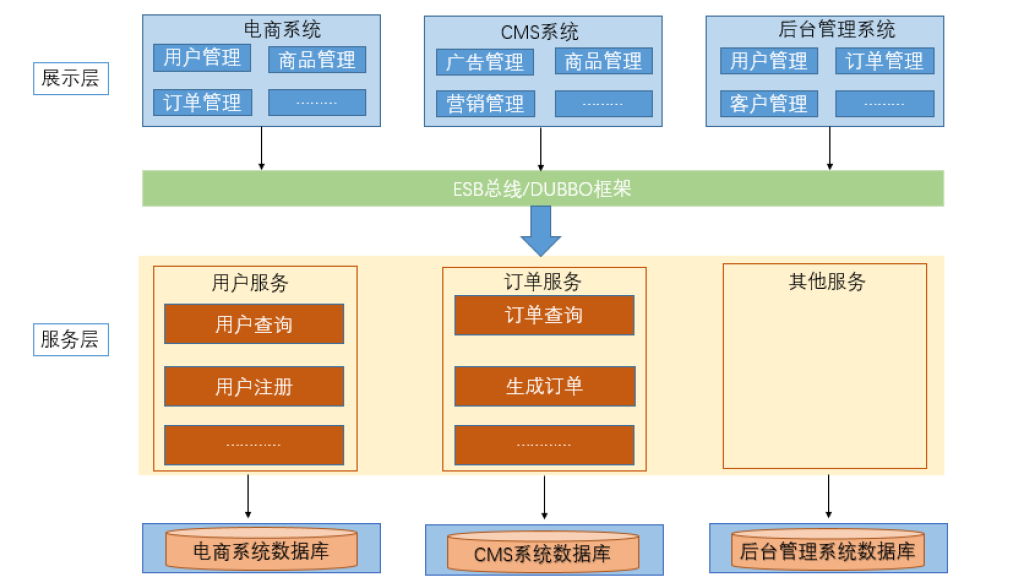 电商系统
用户管理
商品管理
订单管理
………
CMS系统
广告管理
商品管理
营销管理
………
后台管理系统
用户管理
订单管理
客户管理
………
展示层
ESB总线/DUBBO框架
服务层
用户服务
用户查询
用户注册
…………
订单服务
订单查询
生成订单
…………
其他服务
电商系统数据库
CMS系统数据库
后台管理系统数据库